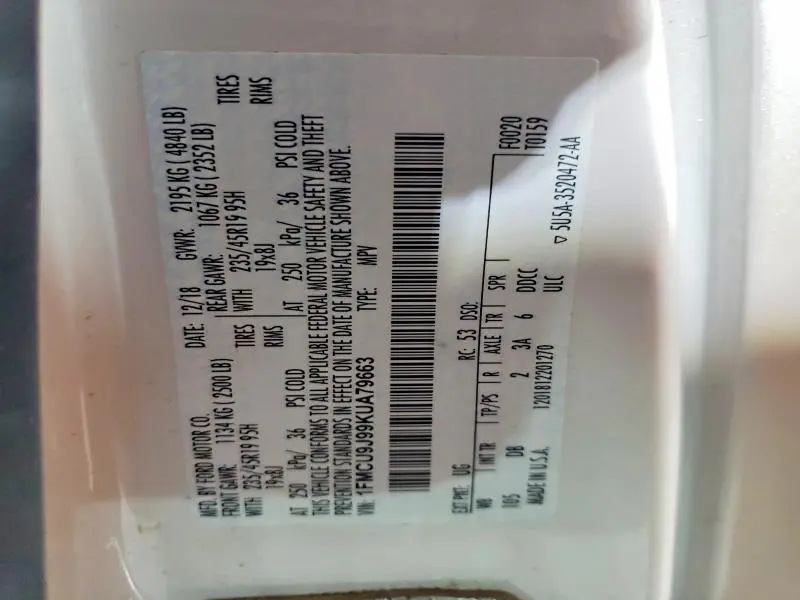 MFD. BY FORD MOTOR CO.
DATE: 12/18 GVWR: 2195 KG ( 4840 LB)
FRONT GAWR: 1134 KG ( 2500 LB) REAR GAWR: 1067 KG ( 2352 LB)
WITH 235/45R19 95H TIRES WITH 235/45R19 95H TIRES
19x8J RIMS 19x8J RIMS
AT 250 kPa/ 36 PSI COLD AT 250 kPa/ 36 PSI COLD
THIS VEHICLE CONFORMS TO ALL APPLICABLE FEDERAL MOTOR VEHICLE SAFETY AND THEFT
PREVENTION STANDARDS IN EFFECT ON THE DATE OF MANUFACTURE SHOWN ABOVE.
VIN: 1FMCU9J99KUA79663 TYPE: MPV
EXT PNT: UG RC: 53 DSO:
WB INT TR TP/PS R AXLE TR SPR F0020
105 DB 2 3A 6 DDCC T0159
MADE IN U.S.A. 1201812201270 ULC
▽ 5U5A-3520472-AA